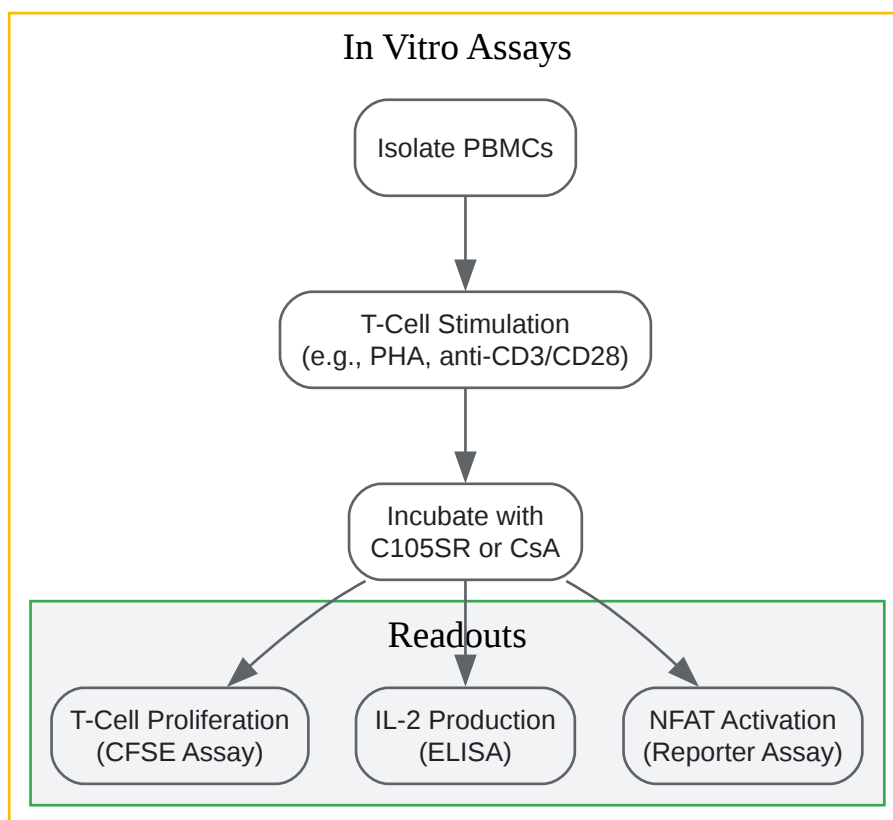 In Vitro Assays
Isolate PBMCs
T-Cell Stimulation
(e.g., PHA, anti-CD3/CD28)
Incubate with
C105SR or CsA
Readouts
T-Cell Proliferation
(CFSE Assay)
IL-2 Production
(ELISA)
NFAT Activation
(Reporter Assay)